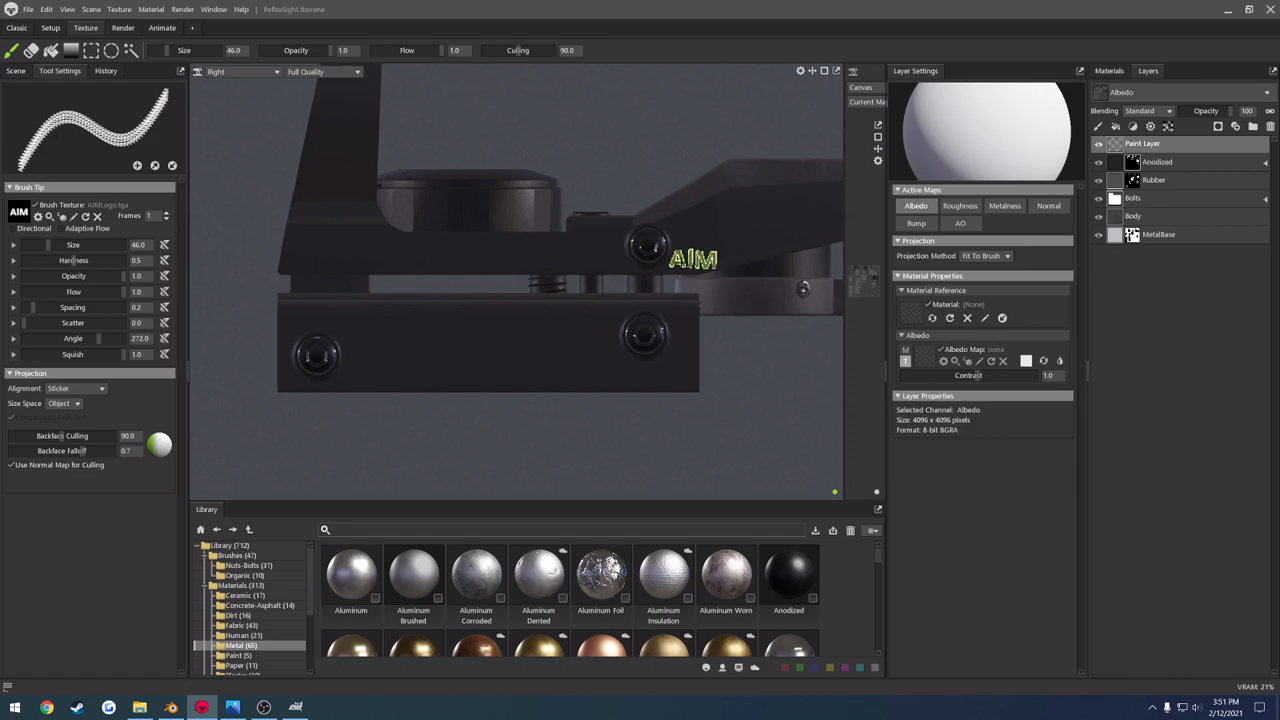 File Edit View Scene Texture Material Render Window Help ReflexSight.tbscene
Classic Basic Texture Render Animate +
Size 46.0 Opacity 1.0 Flow 1.0 Culling 90.0
Scene Tool Settings History
Right Full Quality
Canvas
Current Ma
Layer Settings
Materials Layers
Albedo
Blending Standard Opacity 100
Paint Layer
Anodized
Rubber
Bolts
Body
MetalBase
Brush Tip
AIM
Brush Texture: AIMLogo.tga
Frames 1
Directional Adaptive Flow
Size 46.0
Hardness 0.5
Opacity 1.0
Flow 1.0
Spacing 0.2
Scatter 0.0
Angle 272.0
Squish 1.0
Projection
Alignment Sticker
Size Space Object
Backface Culling 90.0
Backface Falloff 0.7
Use Normal Map for Culling
AIM
Active Maps
Albedo Roughness Metalness Normal
Bump AO
Projection
Projection Method Fit To Brush
Material Properties
Material Reference
Material: (None)
Albedo
M
T
Albedo Map: none
Contrast 1.0
Layer Properties
Selected Channel: Albedo
Size: 4096 x 4096 pixels
Format: 8-bit BGRA
Library
Library (712)
Brushes (47)
Nuts-Bolts (37)
Organic (10)
Materials (313)
Ceramic (17)
Concrete-Asphalt (14)
Dirt (16)
Fabric (43)
Human (21)
Metal (65)
Paint (5)
Paper (11)
Aluminum
Aluminum Brushed
Aluminum Corroded
Aluminum Dented
Aluminum Foil
Aluminum Insulation
Aluminum Worn
Anodized
VRAM: 21%
3:51 PM
2/12/2021